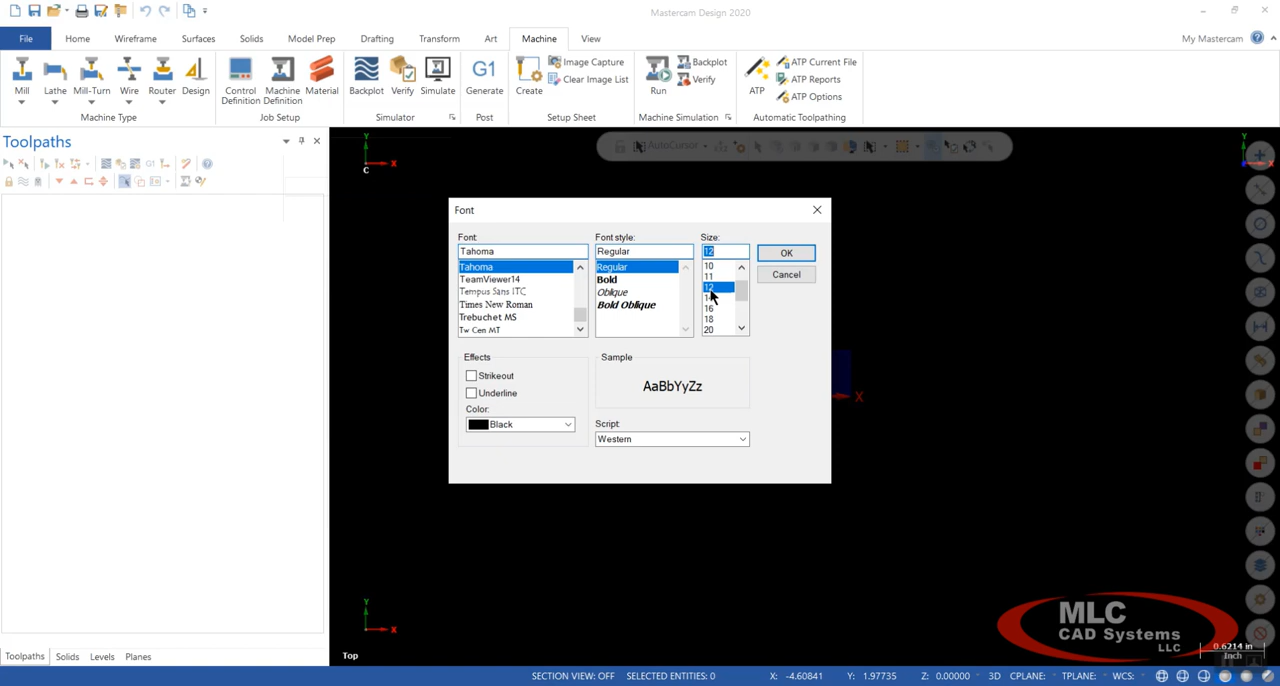 Mastercam Design 2020
File Home Wireframe Surfaces Solids Model Prep Drafting Transform Art Machine View My Mastercam
Mill Lathe Mill-Turn Wire Router Design
Machine Type
Control Definition Machine Definition Material
Job Setup
Backplot Verify Simulate
Simulator
G1
Generate
Post
Create Image Capture
Clear Image List
Setup Sheet
Run Backplot
Verify
Machine Simulation
ATP ATP Current File
ATP Reports
ATP Options
Automatic Toolpathing
Toolpaths
G1
AutoCursor
Y
X
C
Y
X
Font
Font: Font style: Size:
Tahoma Regular 12
Tahoma Regular 10
TeamViewer14 Bold 11
Tempus Sans ITC Oblique 12
Times New Roman Bold Oblique 14
Trebuchet MS 16
Tw Cen MT 18
20
OK
Cancel
Effects
Strikeout
Underline
Color:
Black
Sample
AaBbYyZz
Script:
Western
X
Y
X
Top
MLC
CAD Systems
LLC
0.6214 in
Inch
Toolpaths Solids Levels Planes
SECTION VIEW: OFF SELECTED ENTITIES: 0 X: -4.60841 Y: 1.97735 Z: 0.00000 3D CPLANE: TPLANE: WCS: